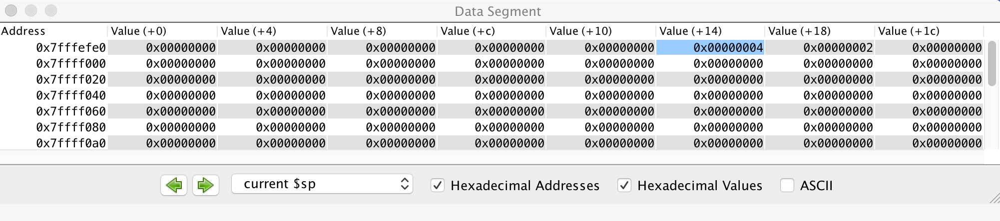 Data Segment
Address Value (+0) Value (+4) Value (+8) Value (+c) Value (+10) Value (+14) Value (+18) Value (+1c)
0x7fffefe0 0x00000000 0x00000000 0x00000000 0x00000000 0x00000000 0x00000004 0x00000002 0x00000000
0x7ffff000 0x00000000 0x00000000 0x00000000 0x00000000 0x00000000 0x00000000 0x00000000 0x00000000
0x7ffff020 0x00000000 0x00000000 0x00000000 0x00000000 0x00000000 0x00000000 0x00000000 0x00000000
0x7ffff040 0x00000000 0x00000000 0x00000000 0x00000000 0x00000000 0x00000000 0x00000000 0x00000000
0x7ffff060 0x00000000 0x00000000 0x00000000 0x00000000 0x00000000 0x00000000 0x00000000 0x00000000
0x7ffff080 0x00000000 0x00000000 0x00000000 0x00000000 0x00000000 0x00000000 0x00000000 0x00000000
0x7ffff0a0 0x00000000 0x00000000 0x00000000 0x00000000 0x00000000 0x00000000 0x00000000 0x00000000
current $sp Hexadecimal Addresses Hexadecimal Values ASCII